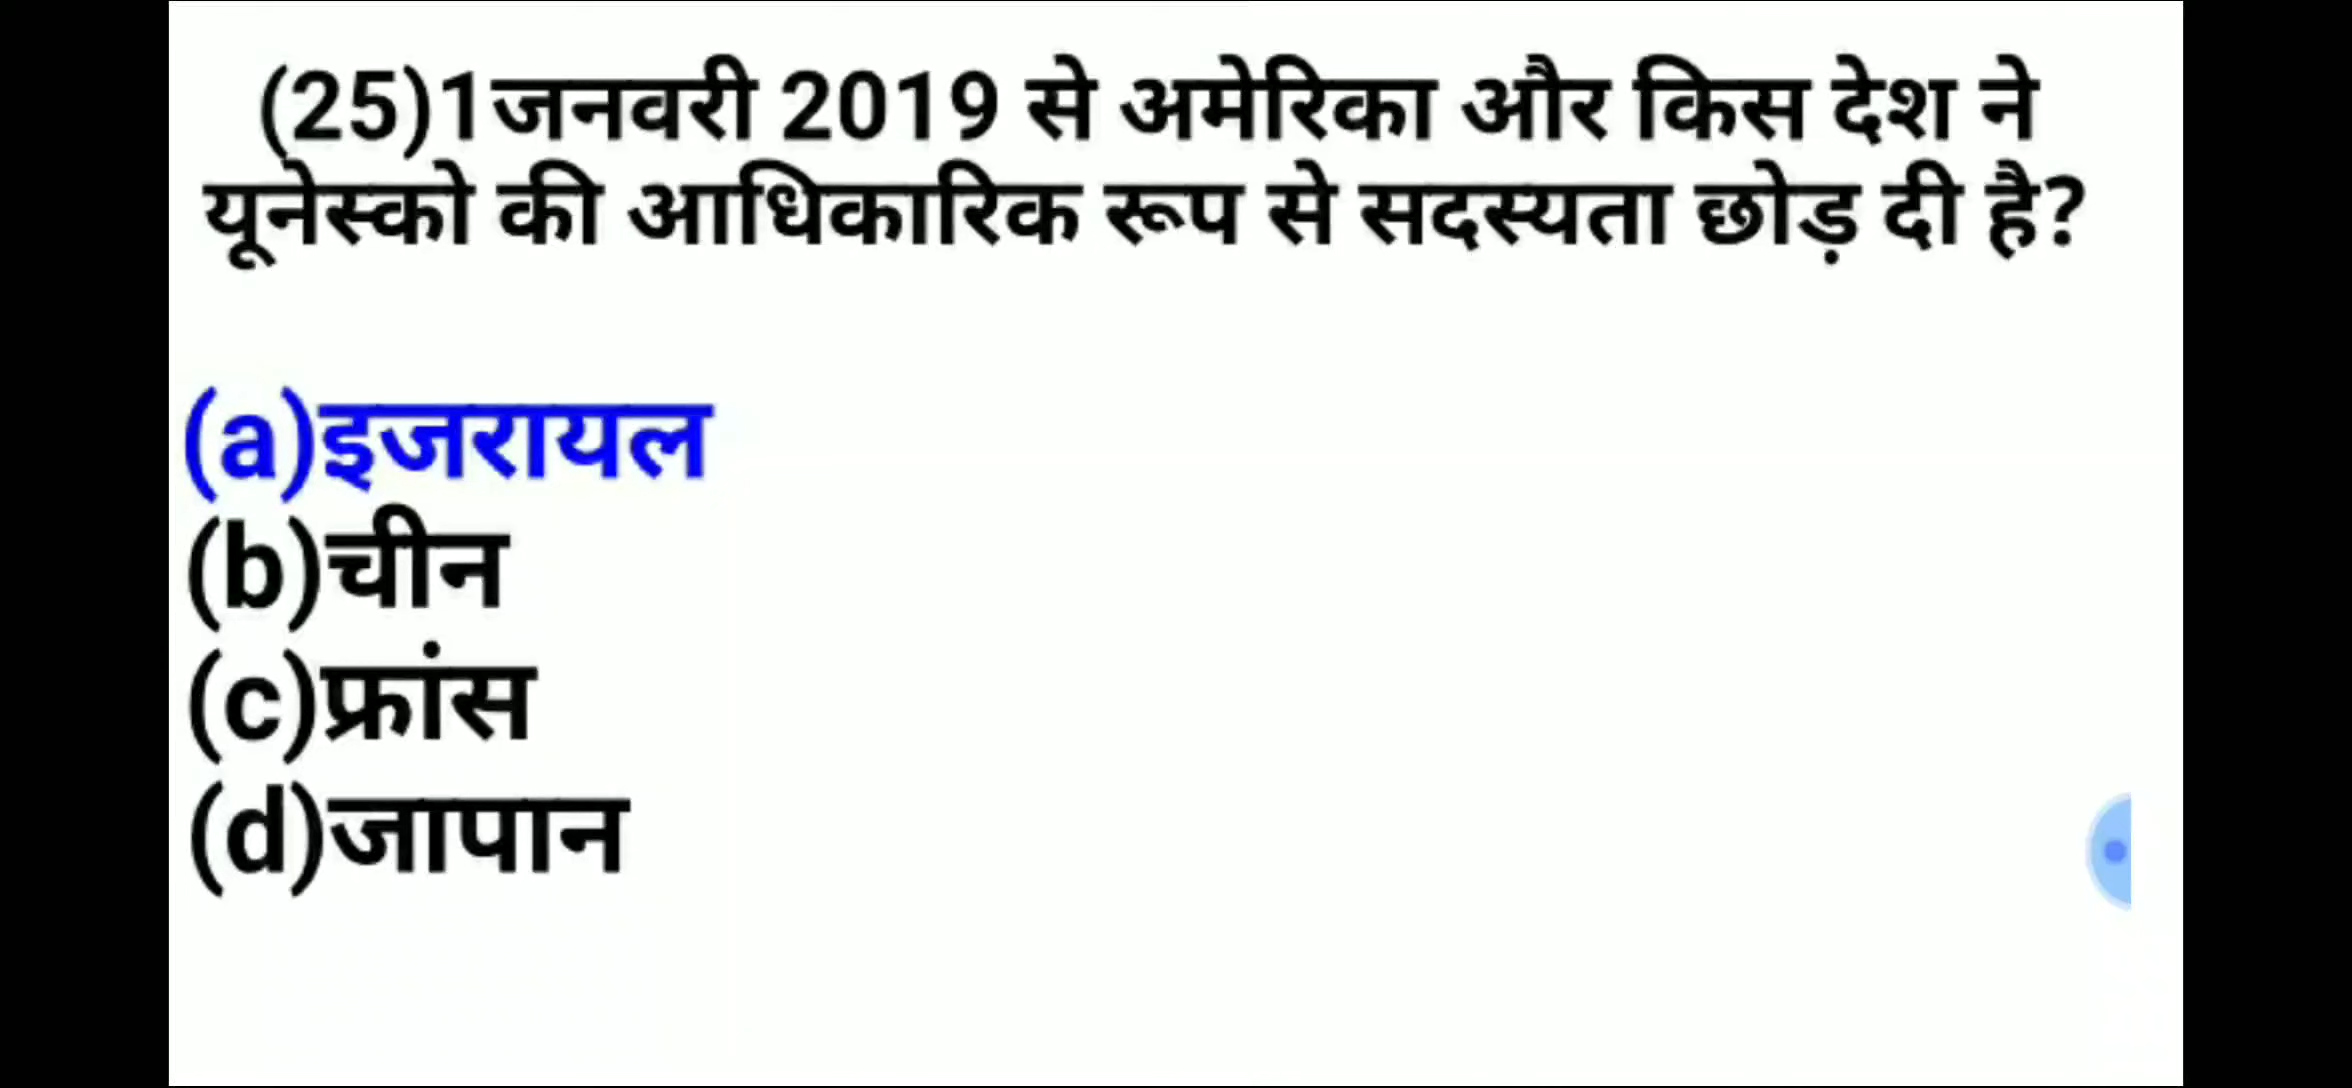 (25)1जनवरी 2019 से अमेरिका और किस देश ने
यूनेस्को की आधिकारिक रूप से सदस्यता छोड़ दी है?
(a)इजरायल
(b)चीन
(c)फ्रांस
(d)जापान